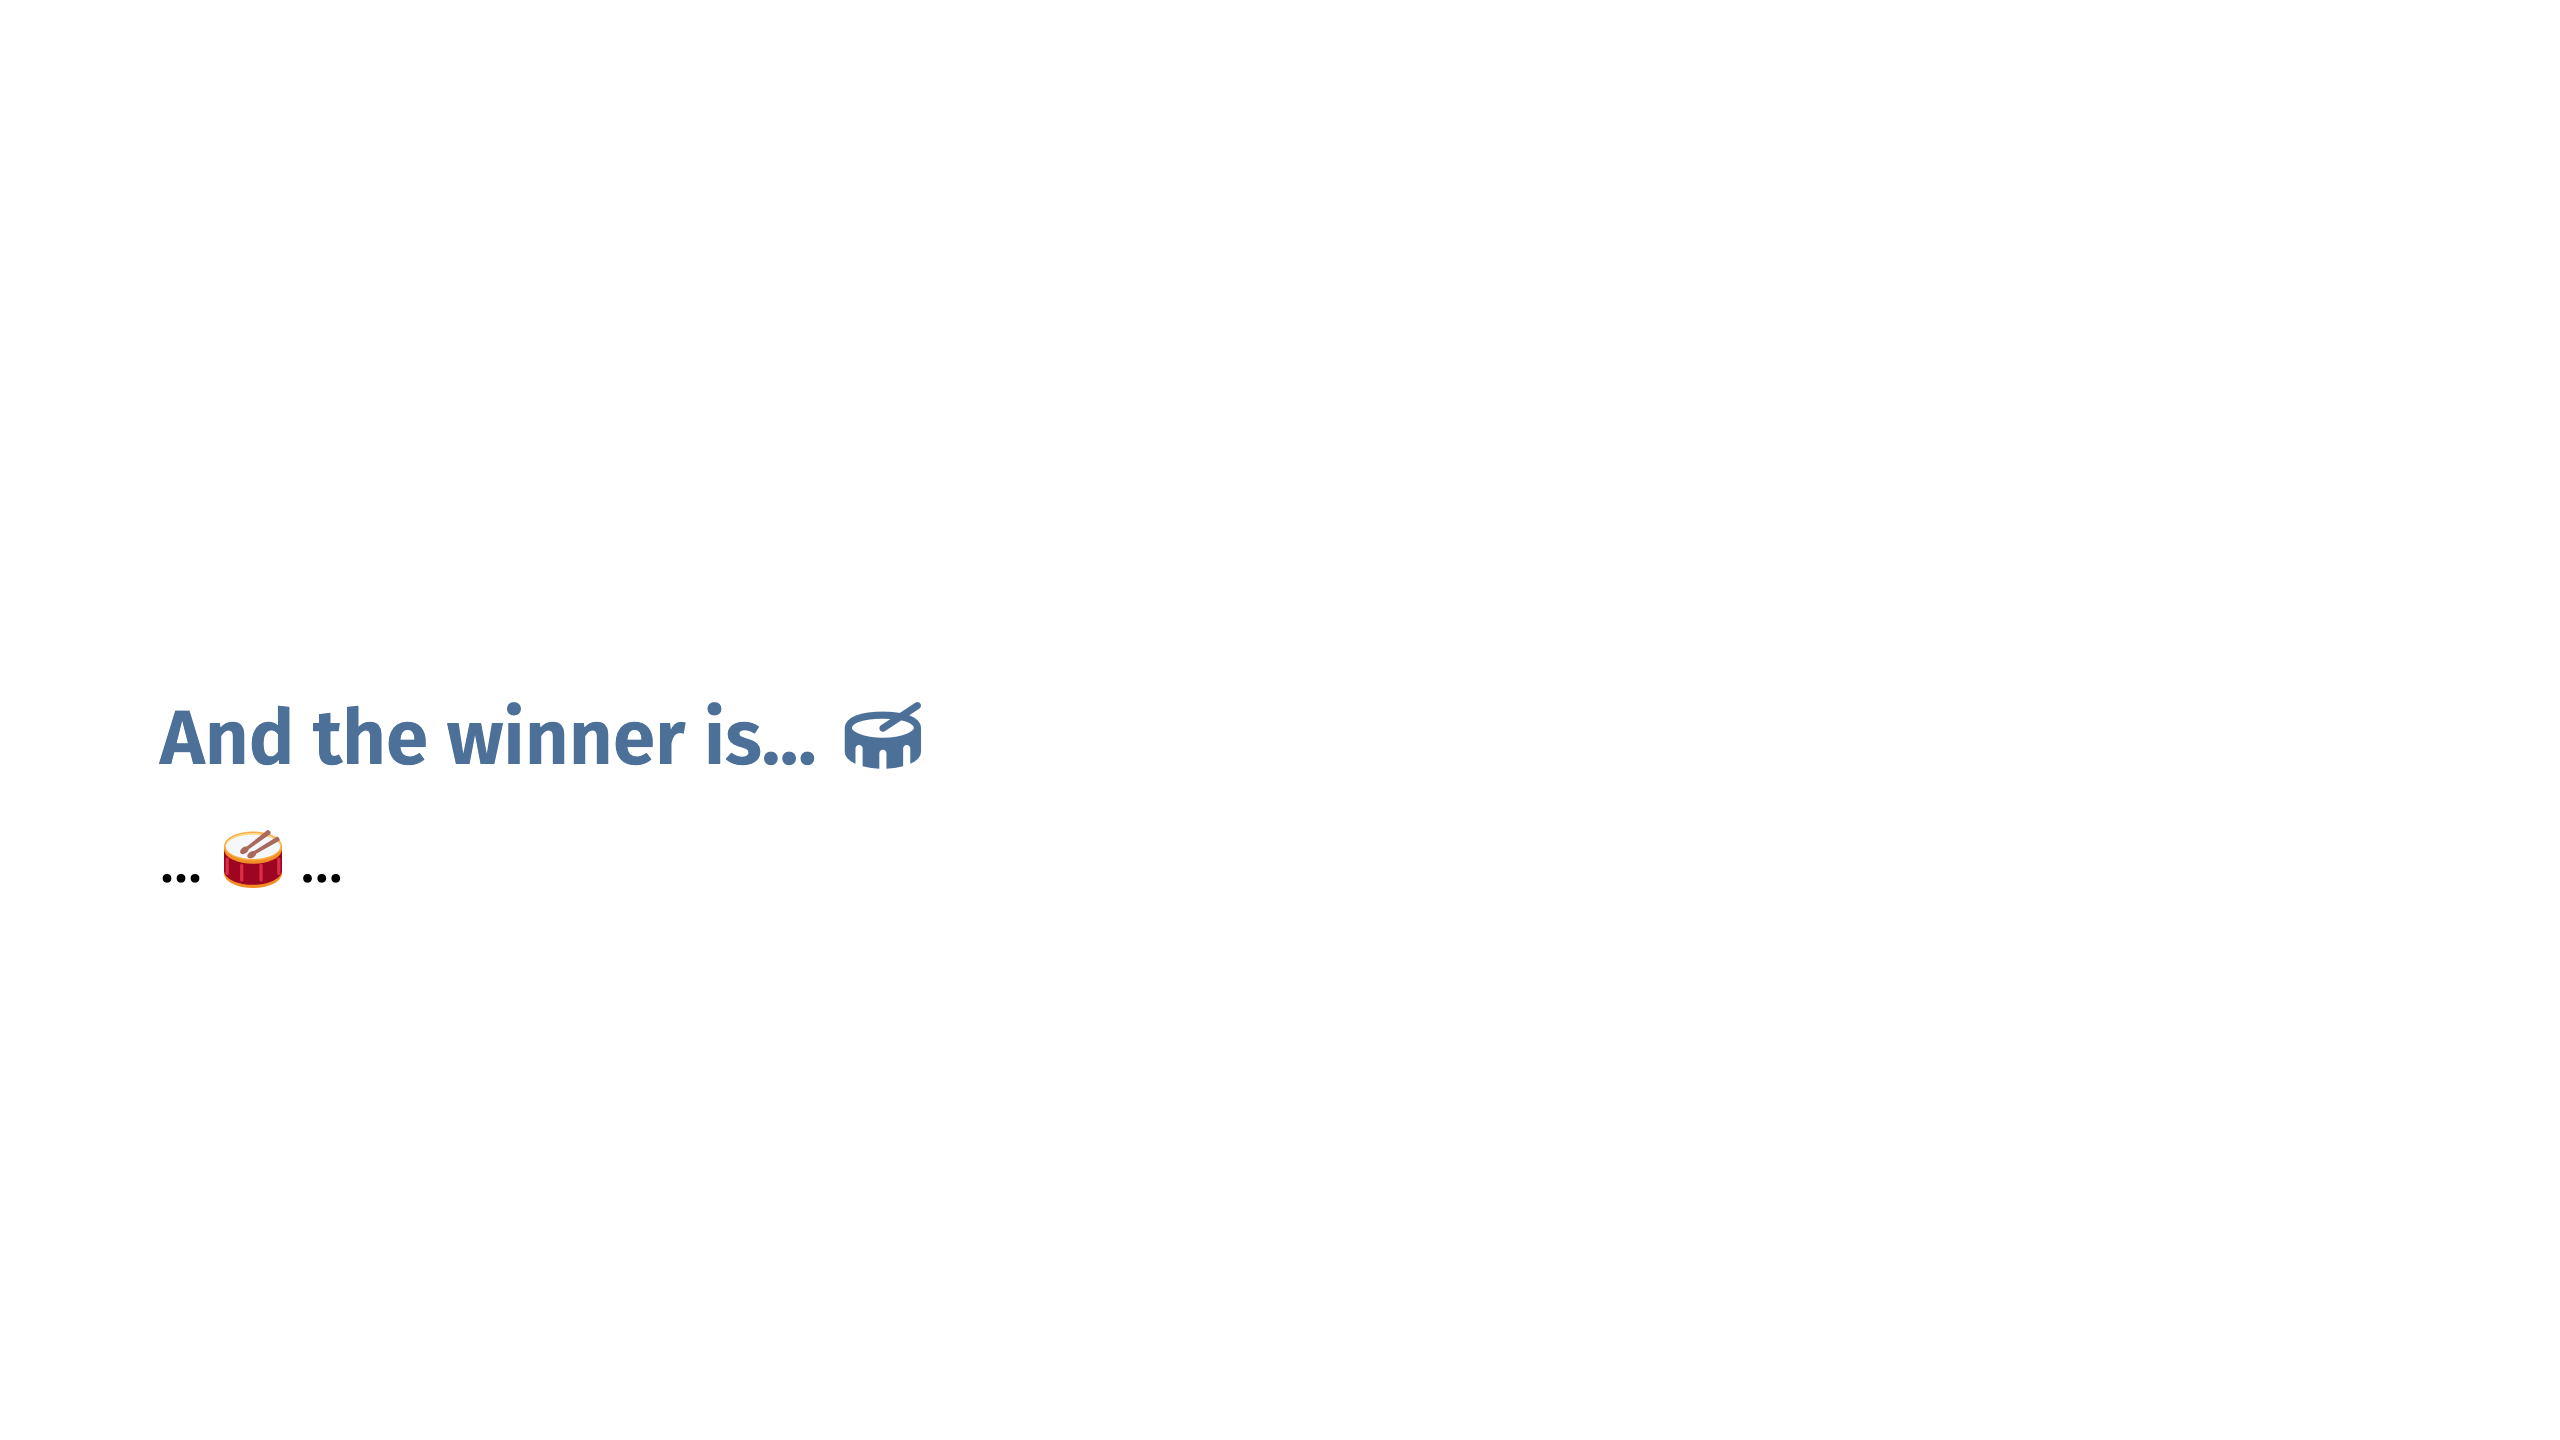 And the winner is... 🥁
... 🥁 ...